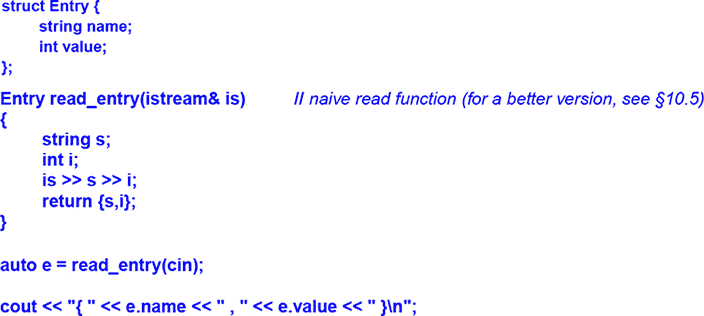 struct Entry {
string name;
int value;
};
Entry read_entry(istream& is) // naive read function (for a better version, see §10.5)
{
string s;
int i;
is >> s >> i;
return {s,i};
}
auto e = read_entry(cin);
cout << "{ " << e.name << " , " << e.value << " }\n";